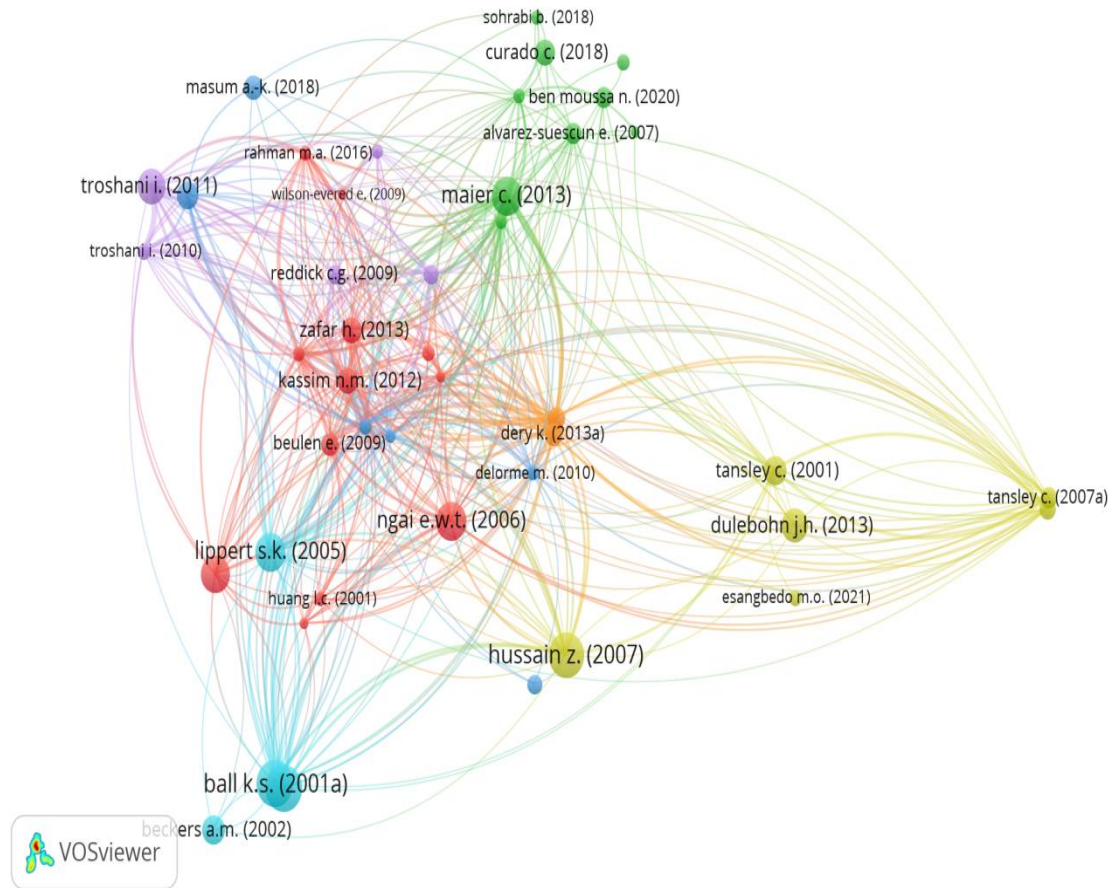 sohrabi b. (2018)
curado c. (2018)
masum a.-k. (2018)
ben moussa n. (2020)
alvarez-suescun e. (2007)
rahman m.a. (2016)
troshani i. (2011)
wilson-evered e. (2009)
maier c. (2013)
troshani i. (2010)
reddick c.g. (2009)
zafar h. (2013)
kassim n.m. (2012)
dery k. (2013a)
beulen e. (2009)
delorme m. (2010)
tansley c. (2001)
tansley c. (2007a)
ngai e.w.t. (2006)
dulebohn j.h. (2013)
lippert s.k. (2005)
huang l.c. (2001)
esangbedo m.o. (2021)
hussain z. (2007)
ball k.s. (2001a)
beckers a.m. (2002)
VOSviewer